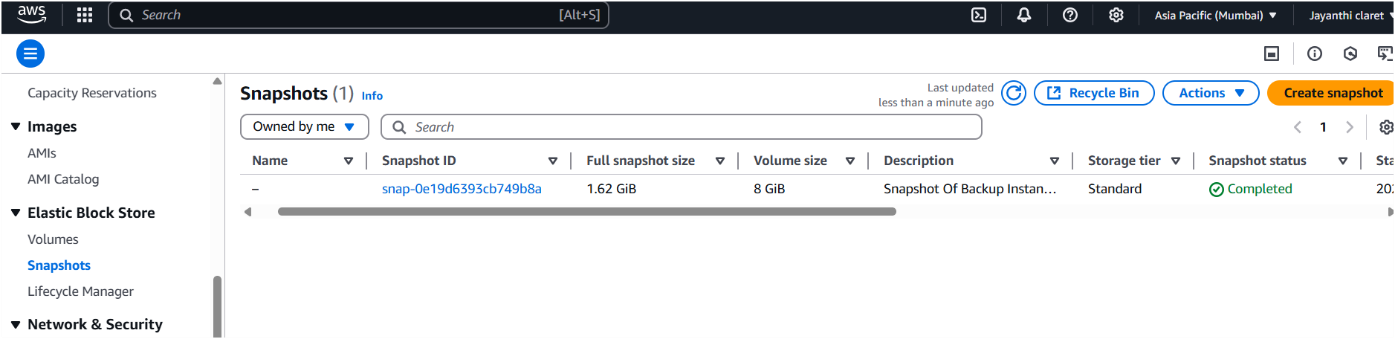 aws
Search [Alt+S]
Asia Pacific (Mumbai) Jayanthi claret
Capacity Reservations
Images
AMIs
AMI Catalog
Elastic Block Store
Volumes
Snapshots
Lifecycle Manager
Network & Security
Snapshots (1) Info
Last updated
less than a minute ago
Recycle Bin
Actions
Create snapshot
Owned by me
Search
1
Name Snapshot ID Full snapshot size Volume size Description Storage tier Snapshot status Sta
– snap-0e19d6393cb749b8a 1.62 GiB 8 GiB Snapshot Of Backup Instan... Standard Completed 202